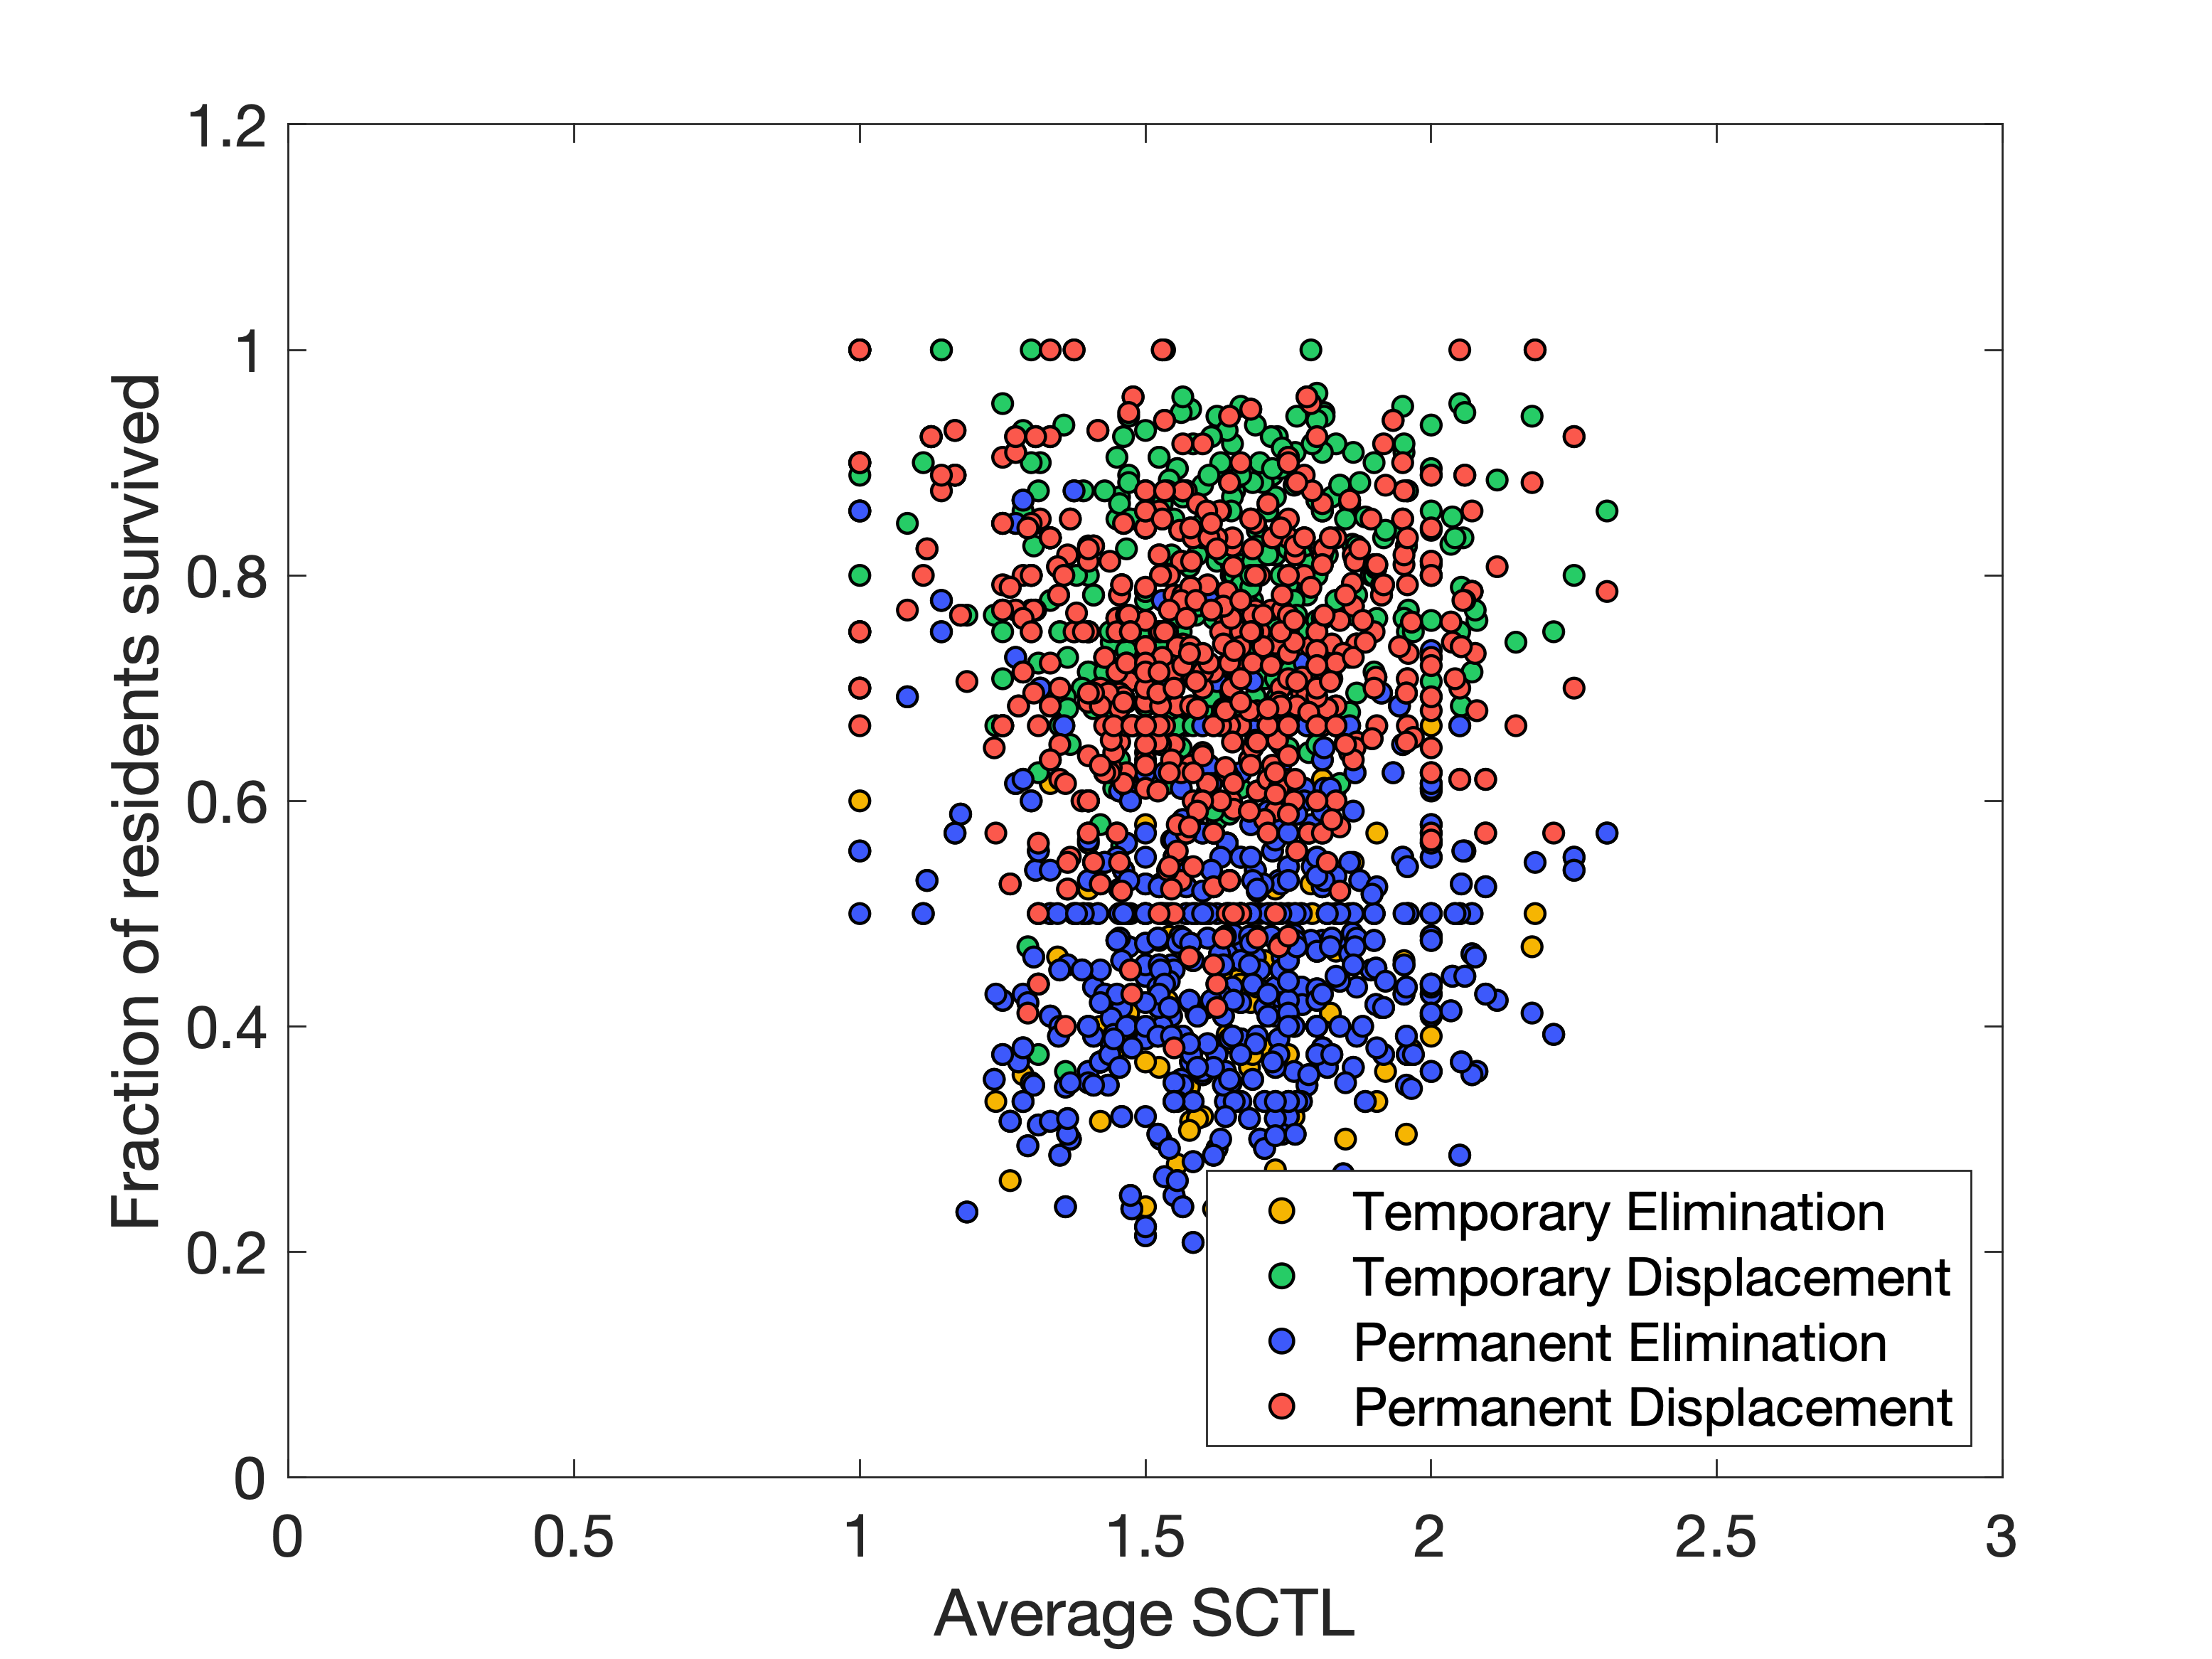 1.2
1
0.8
0.6
0.4
0.2
0
Fraction of residents survived
Temporary Elimination
Temporary Displacement
Permanent Elimination
Permanent Displacement
0 0.5 1 1.5 2 2.5 3
Average SCTL